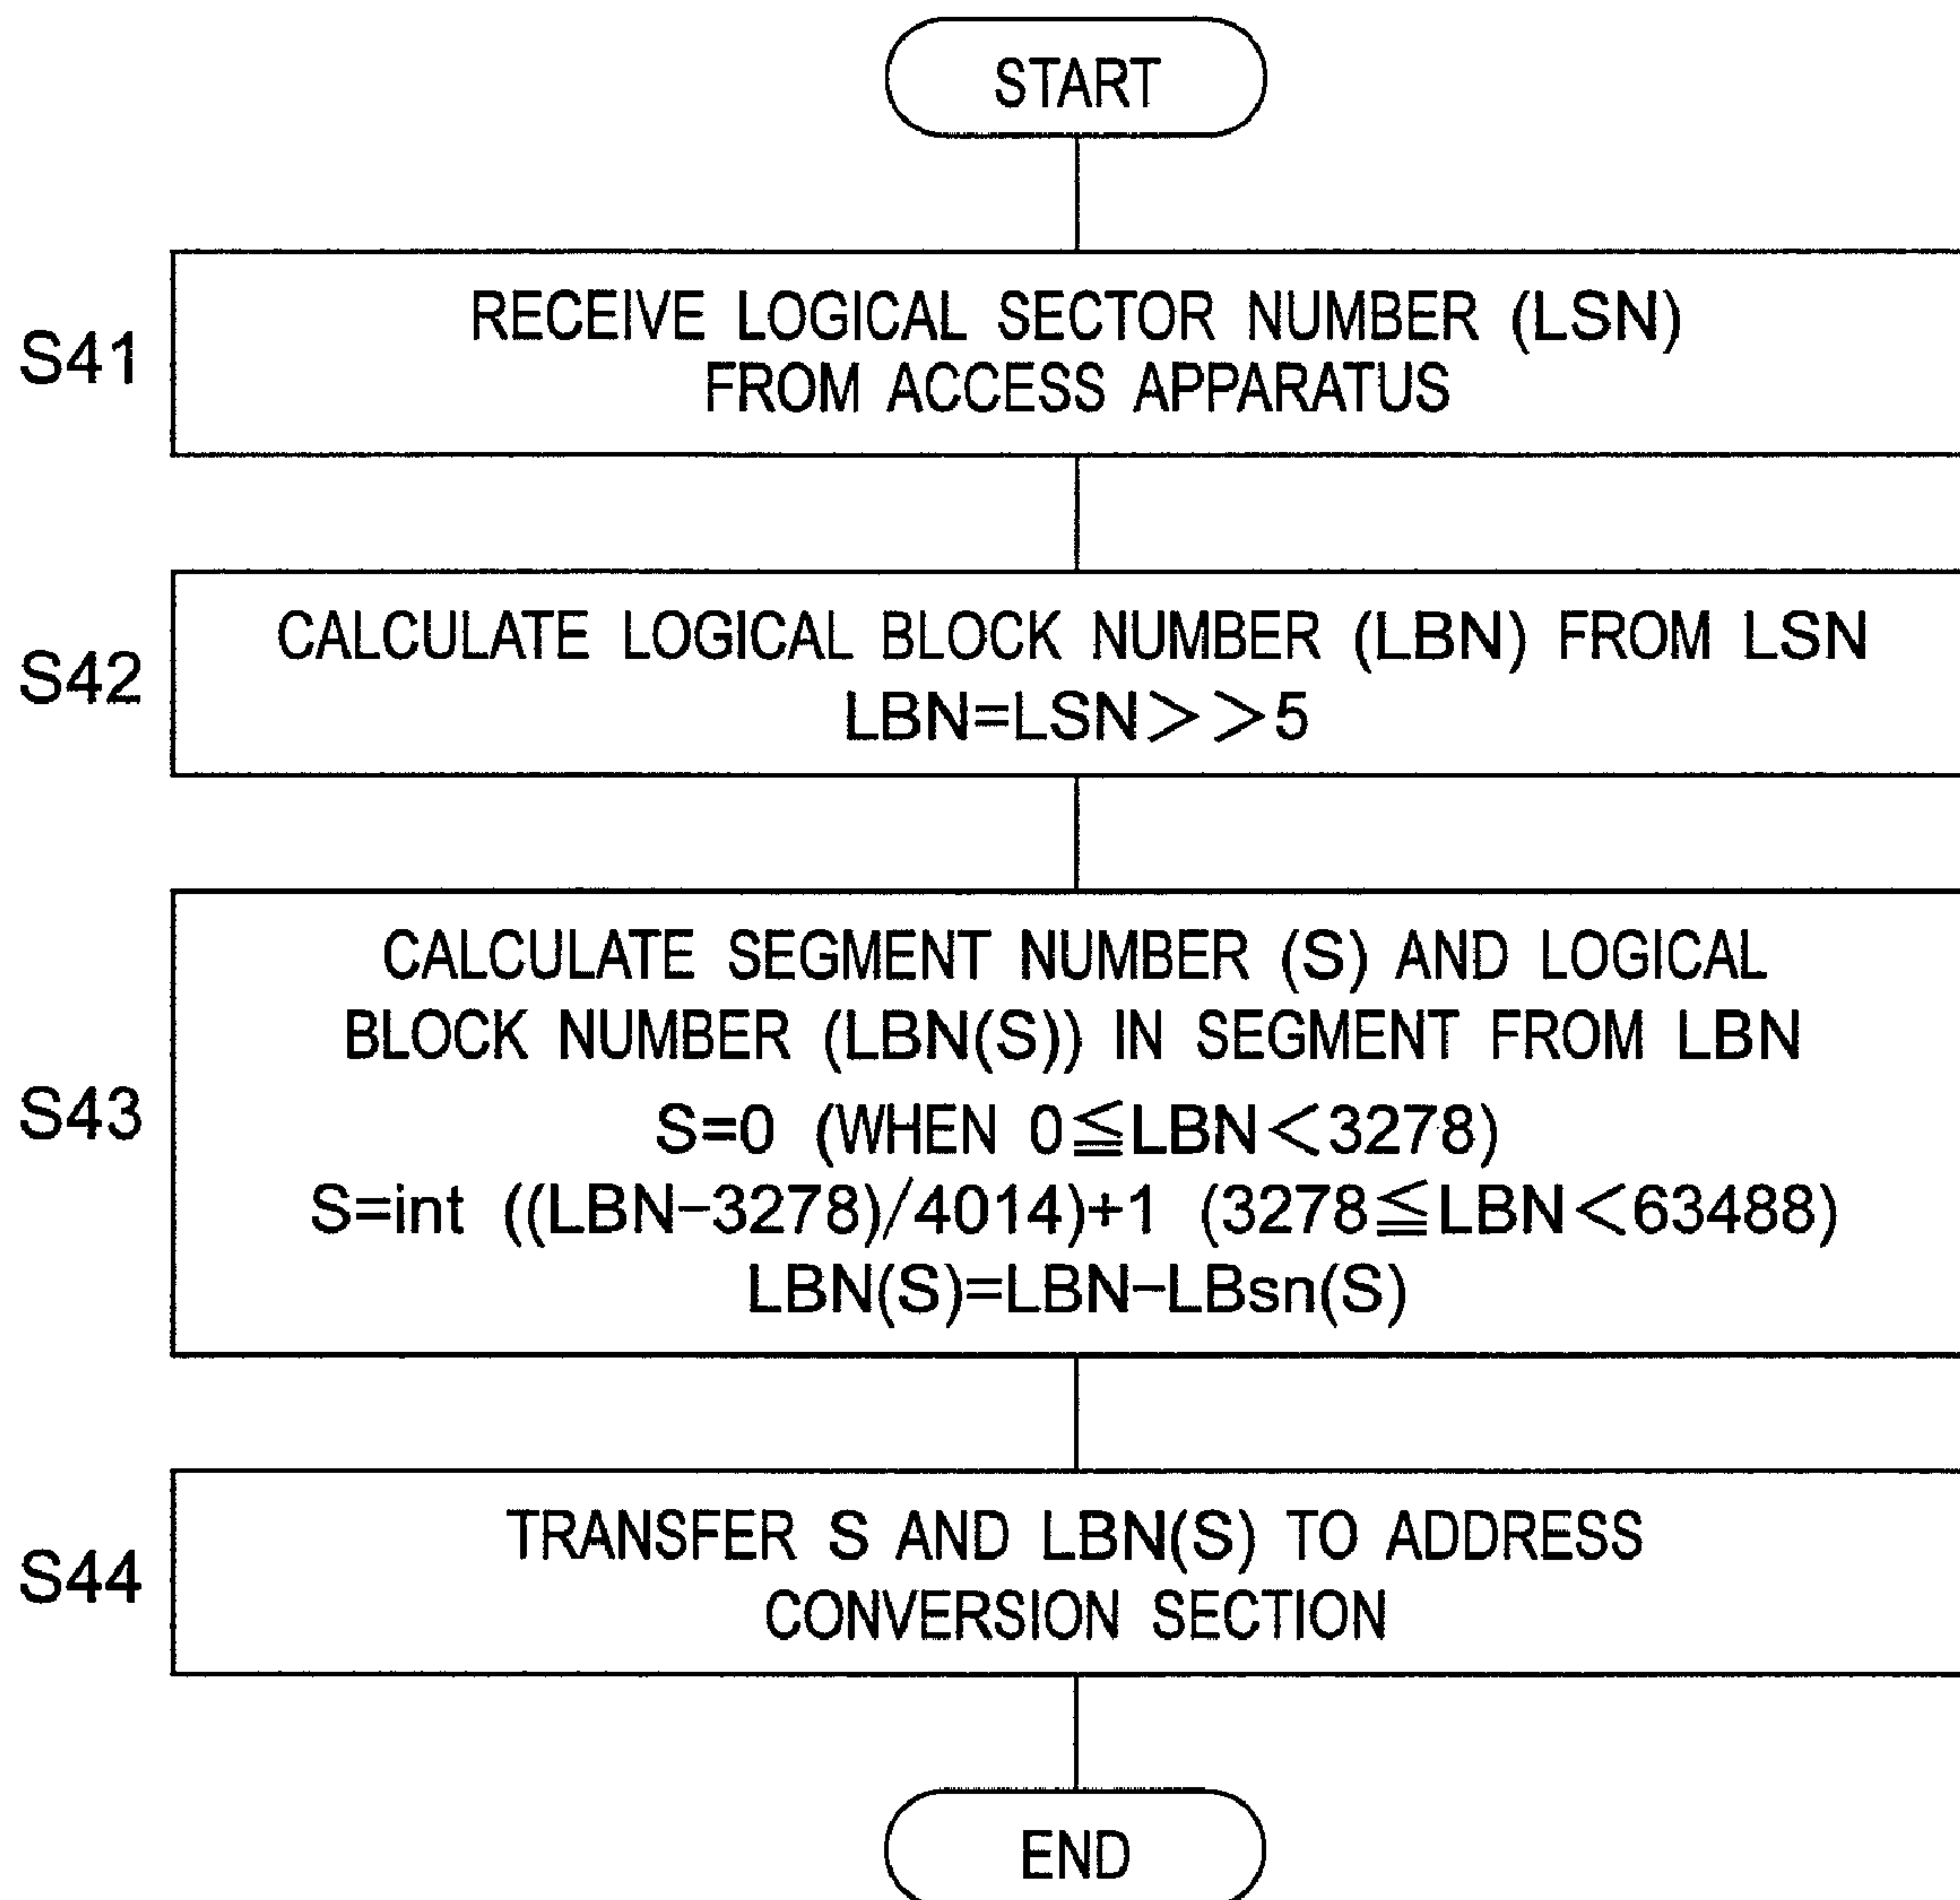 START
S41
RECEIVE LOGICAL SECTOR NUMBER (LSN)
FROM ACCESS APPARATUS
S42
CALCULATE LOGICAL BLOCK NUMBER (LBN) FROM LSN
LBN=LSN>>5
S43
CALCULATE SEGMENT NUMBER (S) AND LOGICAL
BLOCK NUMBER (LBN(S)) IN SEGMENT FROM LBN
S=0 (WHEN 0≦LBN<3278)
S=int ((LBN-3278)/4014)+1 (3278≦LBN<63488)
LBN(S)=LBN-LBsn(S)
S44
TRANSFER S AND LBN(S) TO ADDRESS
CONVERSION SECTION
END